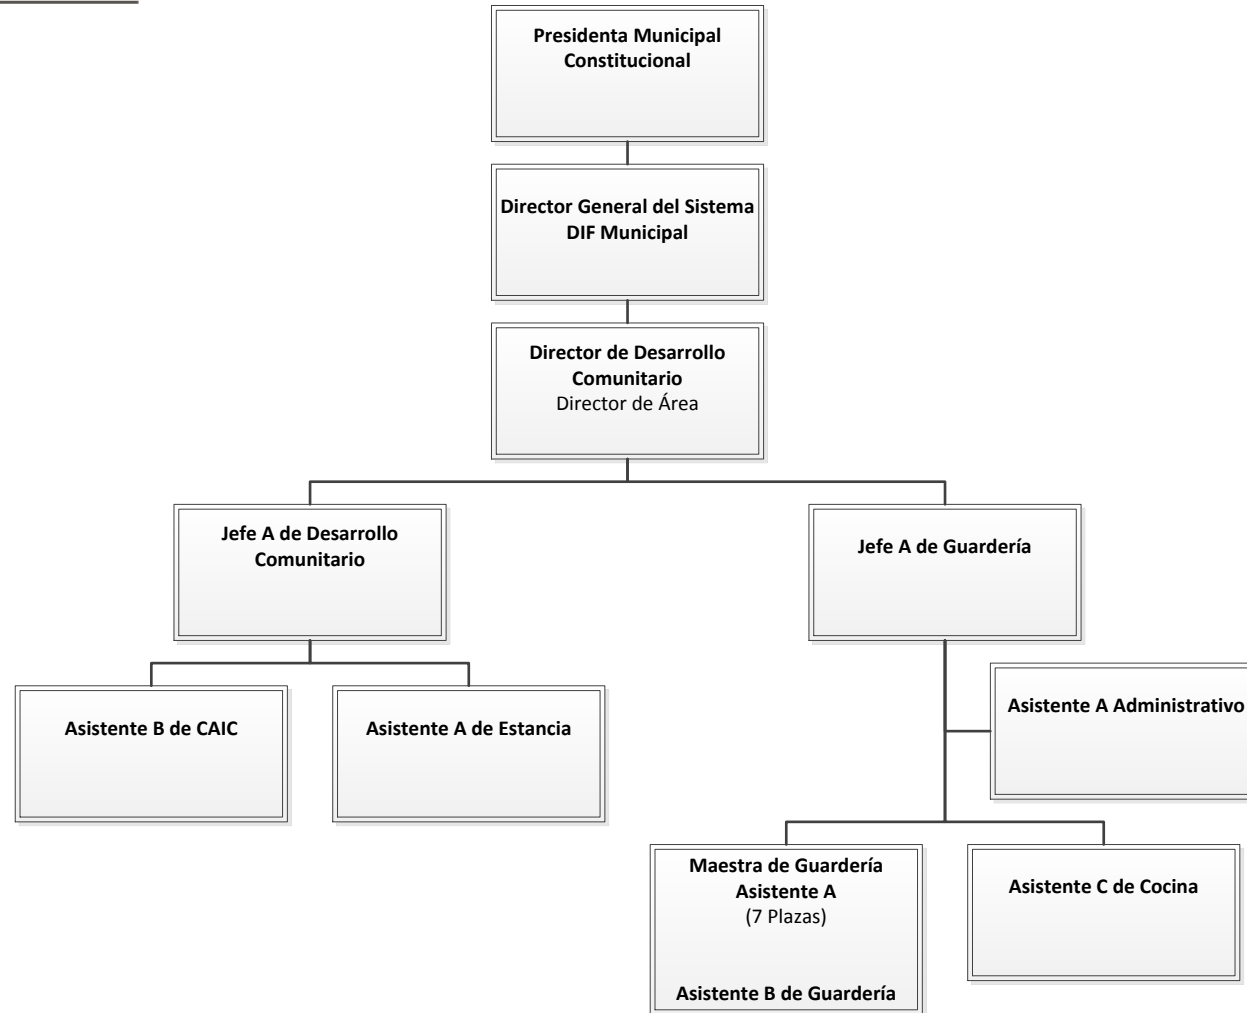 Presidenta Municipal
Constitucional
Director General del Sistema
DIF Municipal
Director de Desarrollo
Comunitario
Director de Área
Jefe A de Desarrollo
Comunitario
Jefe A de Guardería
Asistente B de CAIC
Asistente A de Estancia
Asistente A Administrativo
Maestra de Guardería
Asistente A
(7 Plazas)
Asistente B de Guardería
Asistente C de Cocina